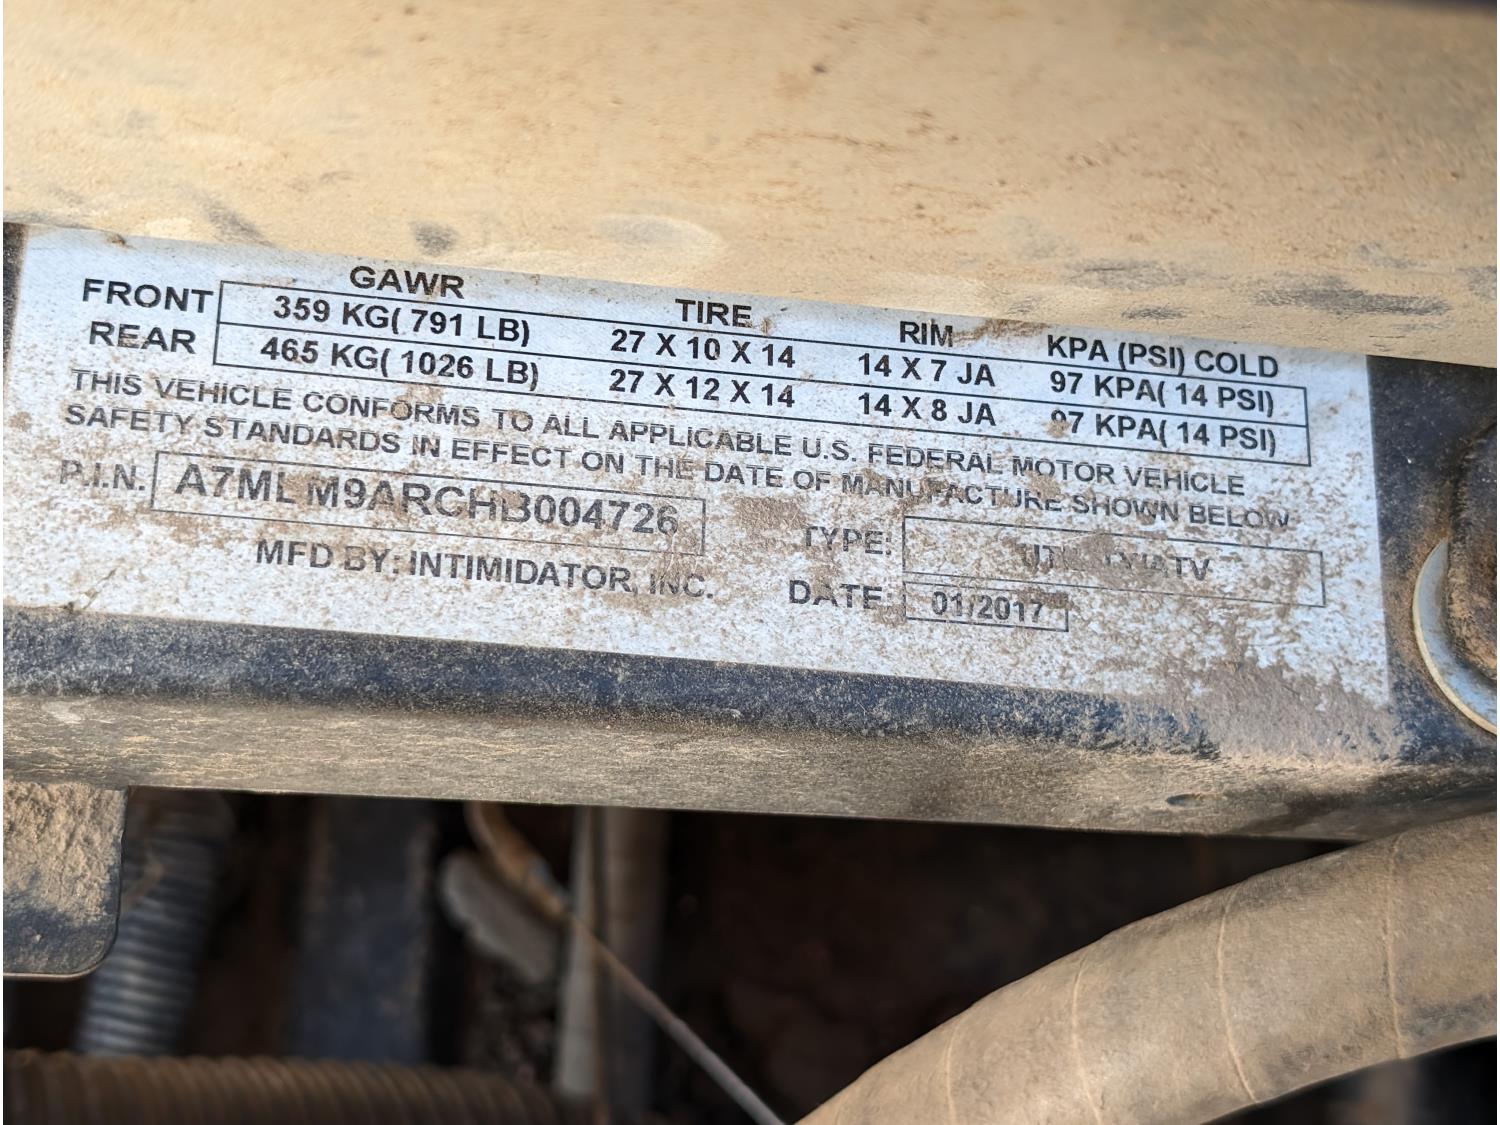 GAWR TIRE RIM KPA (PSI) COLD
FRONT 359 KG( 791 LB) 27 X 10 X 14 14 X 7 JA 97 KPA( 14 PSI)
REAR 465 KG( 1026 LB) 27 X 12 X 14 14 X 8 JA 97 KPA( 14 PSI)
THIS VEHICLE CONFORMS TO ALL APPLICABLE U.S. FEDERAL MOTOR VEHICLE
SAFETY STANDARDS IN EFFECT ON THE DATE OF MANUFACTURE SHOWN BELOW
P.I.N. A7MLM9ARCHB004726 TYPE:
MFD BY: INTIMIDATOR, INC. DATE: 01/2017